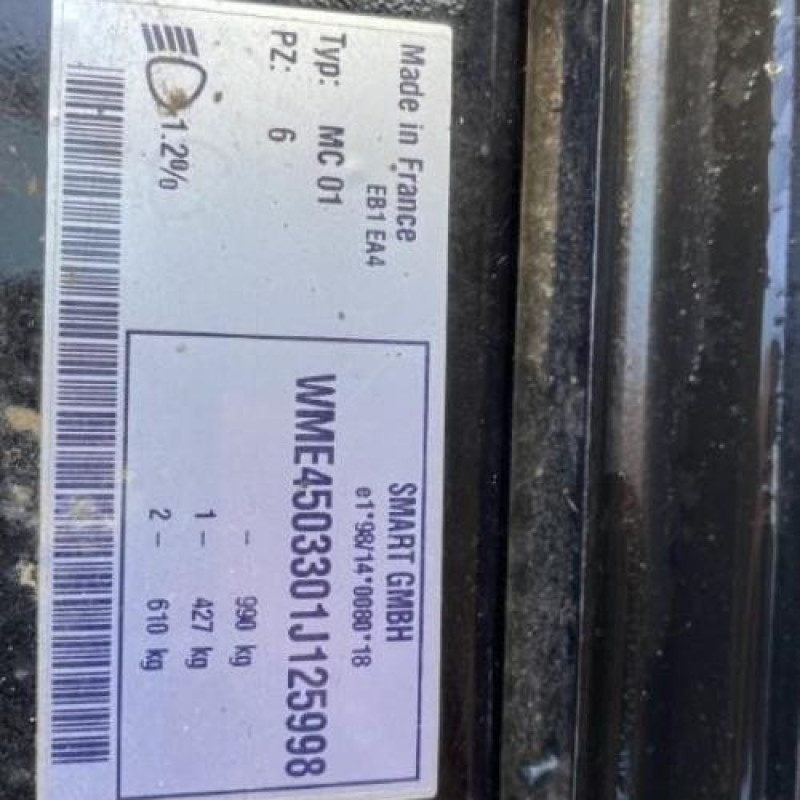 Made in France
EB1 EA4
Typ: MC 01
PZ: 6
1.2%
SMART GMBH
e1*98/14*0080*18
WME4503301J125998
- 990 kg
1- 427 kg
2- 610 kg